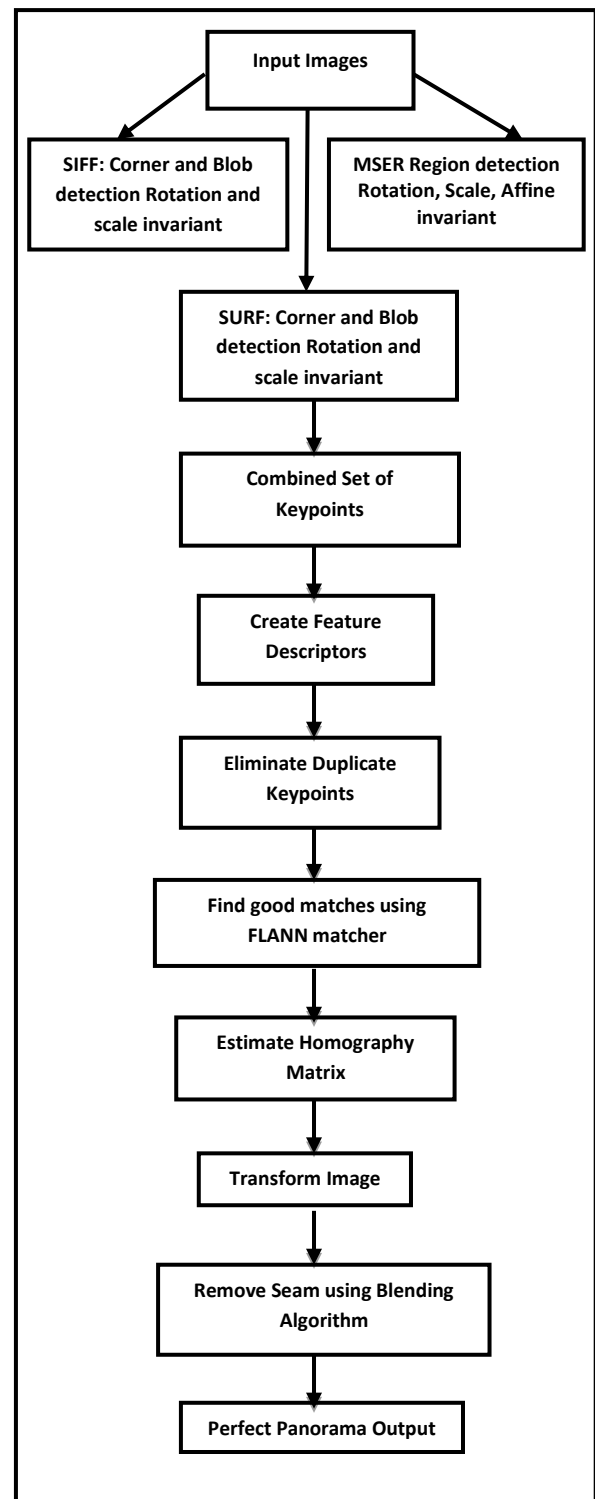 Input Images
SIFF: Corner and Blob
detection Rotation and
scale invariant
MSER Region detection
Rotation, Scale, Affine
invariant
SURF: Corner and Blob
detection Rotation and
scale invariant
Combined Set of
Keypoints
Create Feature
Descriptors
Eliminate Duplicate
Keypoints
Find good matches using
FLANN matcher
Estimate Homography
Matrix
Transform Image
Remove Seam using Blending
Algorithm
Perfect Panorama Output